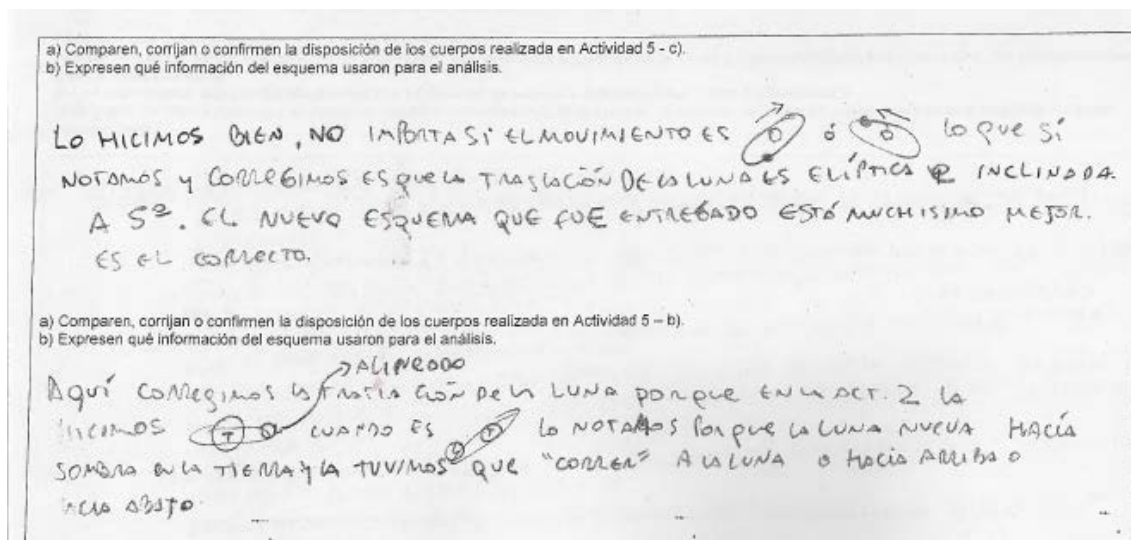 a) Comparen, corrijan o confirmen la disposición de los cuerpos realizada en Actividad 5 - c).
b) Expresen qué información del esquema usaron para el análisis.
LO HICIMOS BIEN, NO IMPORTA SI EL MOVIMIENTO ES ó lo que sí
NOTAMOS y CORREGIMOS ES QUE LA TRASLACIÓN DE LA LUNA ES ELÍPTICA e INCLINADA.
A 5º. EL NUEVO ESQUEMA QUE FUE ENTREGADO ESTÁ MUCHISIMO MEJOR.
ES EL CORRECTO.
a) Comparen, corrijan o confirmen la disposición de los cuerpos realizada en Actividad 5 – b).
b) Expresen qué información del esquema usaron para el análisis.
ALINEADO
AQUÍ CORREGIMOS LA DE LA LUNA PORQUE EN LA ACT. 2 LA
HICIMOS T CUANDO ES T LO NOTAMOS PORQUE LA LUNA NUEVA HACÍA
SOMBRA EN LA TIERRA Y LA TUVIMOS QUE "CORRER" A LA LUNA O HACÍA ARRIBA O
HACIA ABAJO.